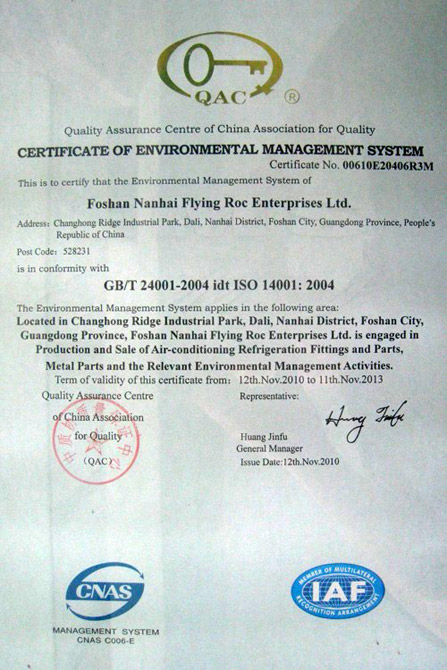 QAC ®
Quality Assurance Centre of China Association for Quality
CERTIFICATE OF ENVIRONMENTAL MANAGEMENT SYSTEM
Certificate No. 00610E20406R3M
This is to certify that the Environmental Management System of
Foshan Nanhai Flying Roc Enterprises Ltd.
Address: Changhong Ridge Industrial Park, Dali, Nanhai District, Foshan City, Guangdong Province, People's
Republic of China
Post Code: 528231
is in conformity with
GB/T 24001-2004 idt ISO 14001: 2004
The Environmental Management System applies in the following area:
Located in Changhong Ridge Industrial Park, Dali, Nanhai District, Foshan City,
Guangdong Province, Foshan Nanhai Flying Roc Enterprises Ltd. is engaged in
Production and Sale of Air-conditioning Refrigeration Fittings and Parts,
Metal Parts and the Relevant Environmental Management Activities.
Term of validity of this certificate from: 12th.Nov.2010 to 11th.Nov.2013
Quality Assurance Centre
of China Association
for Quality
(QAC)
Representative:
Huang Jinfu
Huang Jinfu
General Manager
Issue Date:12th.Nov.2010
CNAS
MANAGEMENT SYSTEM
CNAS C006-E
MEMBER OF MULTILATERAL
IAF
RECOGNITION ARRANGEMENT